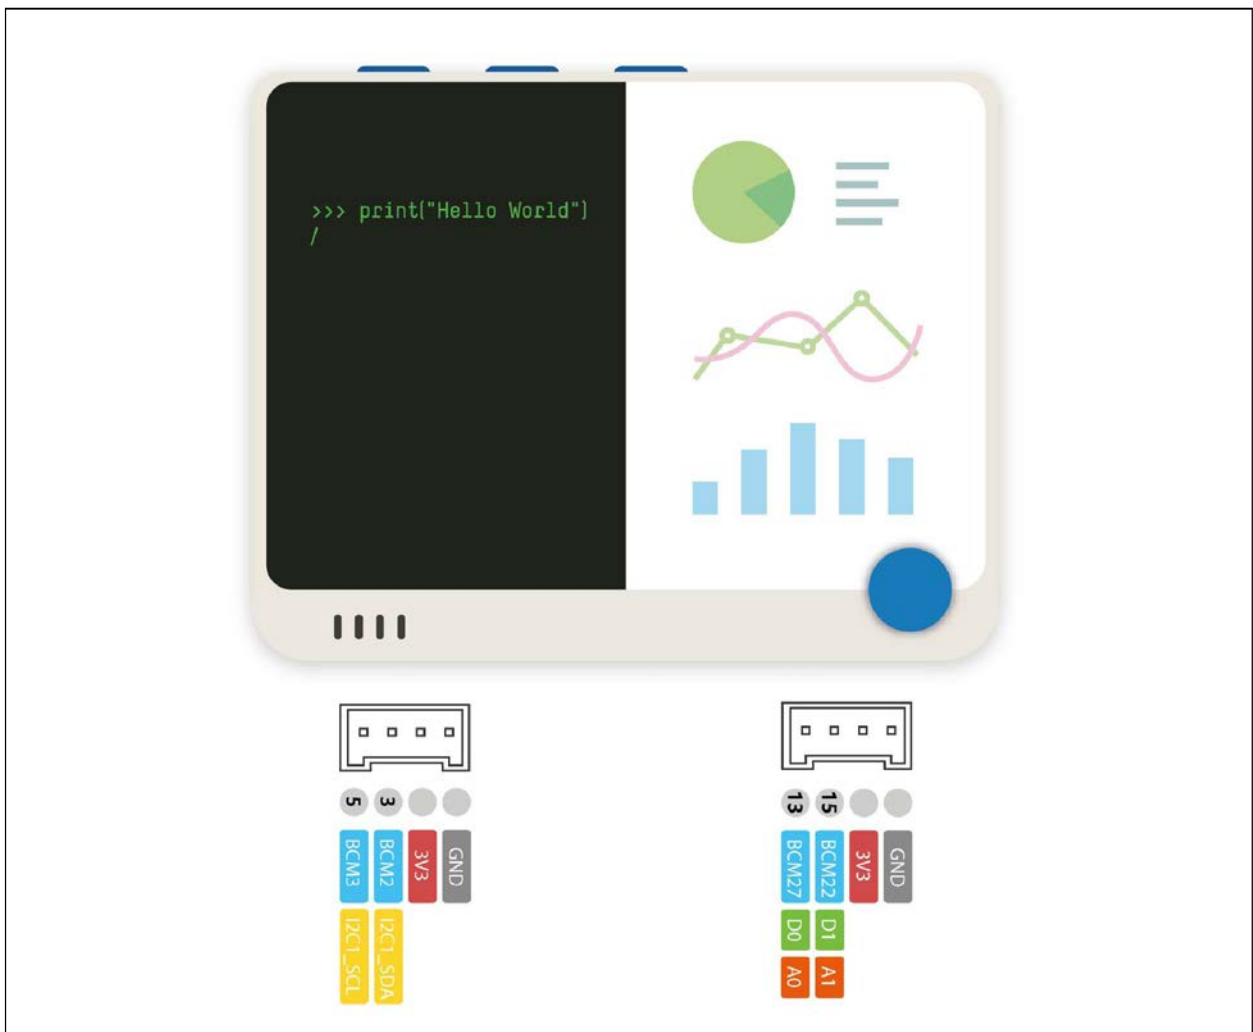 >>> print("Hello World")
/
5 3
BCM3 BCM2 3V3 GND
I2C1_SCL I2C1_SDA
13 15
BCM27 BCM22 3V3 GND
D0 D1
A0 A1